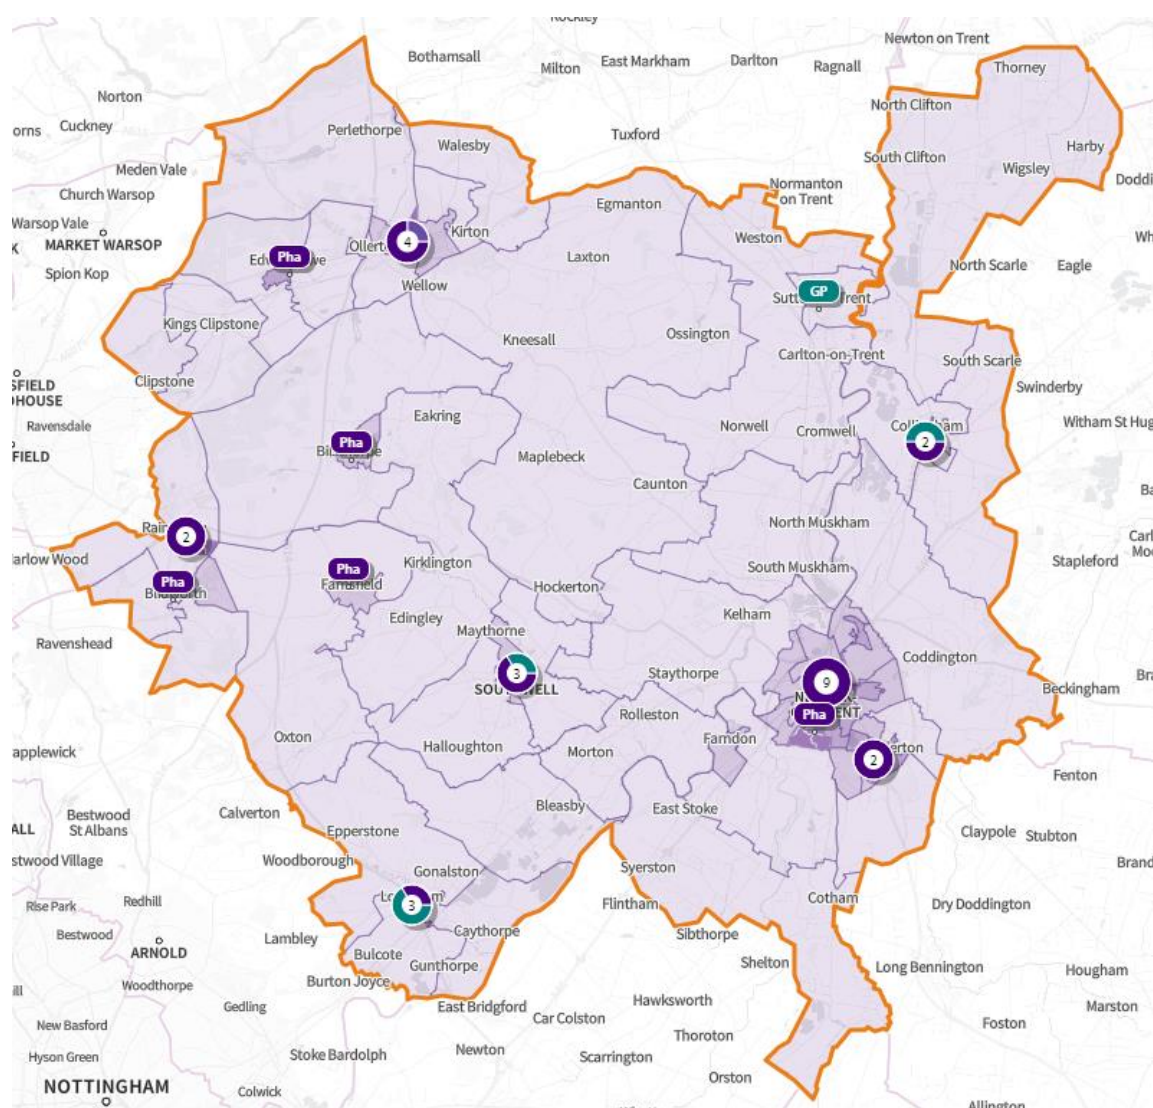 Newton on Trent
Bothamsall
East Markham
Darlton
Ragnall
Milton
Thorney
Norton
North Clifton
Cuckney
Perlethorpe
Tuxford
Walesby
Harby
South Clifton
Meden Vale
Wigsley
Church Warsop
Normanton
on Trent
Egmanton
Warsop Vale
Kirton
Weston
MARKET WARSOP
4
Pha
Laxton
North Scarle
Eagle
Spion Kop
Wellow
GP
Kings Clipstone
Ossington
Kneesall
Carlton-on-Trent
South Scarle
Clipstone
Swinderby
Eakring
Ravensdale
Norwell
Cromwell
Pha
2
Maplebeck
Caunton
North Muskham
2
Stapleford
Kirklington
South Muskham
Pha
Pha
Hockerton
Kelham
Edingley
Maythorne
Ravenshead
Coddington
3
Staythorpe
9
Beckingham
Rolleston
Pha
Oxton
Halloughton
Morton
Farndon
2
Fenton
East Stoke
Bleasby
Calverton
Bestwood
St Albans
Epperstone
Claypole
Stubton
Woodborough
Gonalston
Syerston
Cotham
3
Rise Park
Redhill
Flintham
Dry Doddington
Bestwood
Lambley
Caythorpe
Sibthorpe
ARNOLD
Bulcote
Gunthorpe
Shelton
Long Bennington
Hougham
Woodthorpe
Burton Joyce
Gedling
East Bridgford
Hawksworth
Marston
Car Colston
New Basford
Foston
Thoroton
Hyson Green
Stoke Bardolph
Newton
Scarrington
Orston
NOTTINGHAM
Colwick